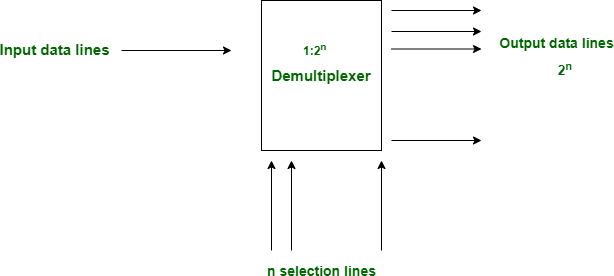 Input data lines
1:2ⁿ
Demultiplexer
Output data lines
2ⁿ
n selection lines